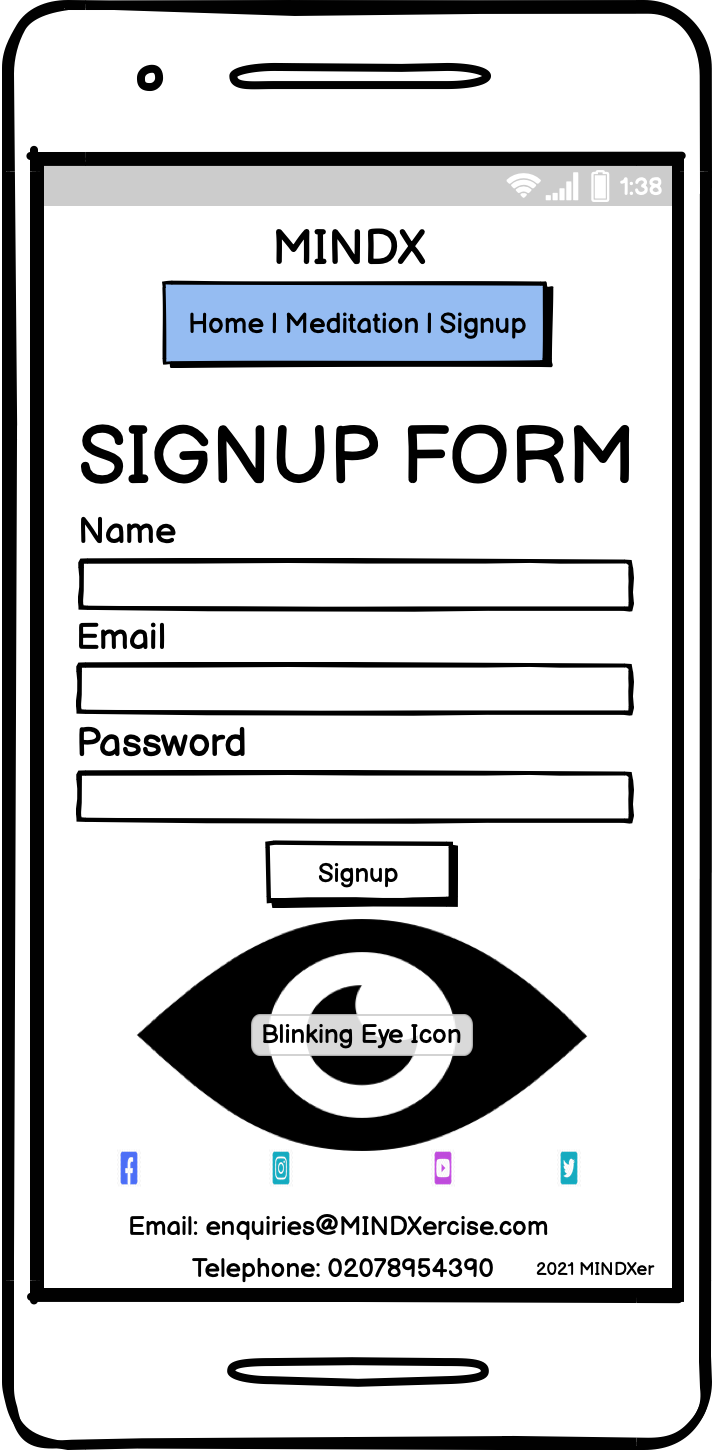 1:38
MINDX
Home | Meditation | Signup
SIGNUP FORM
Name
Email
Password
Signup
Blinking Eye Icon
Email: enquiries@MINDXercise.com
Telephone: 02078954390
2021 MINDXer